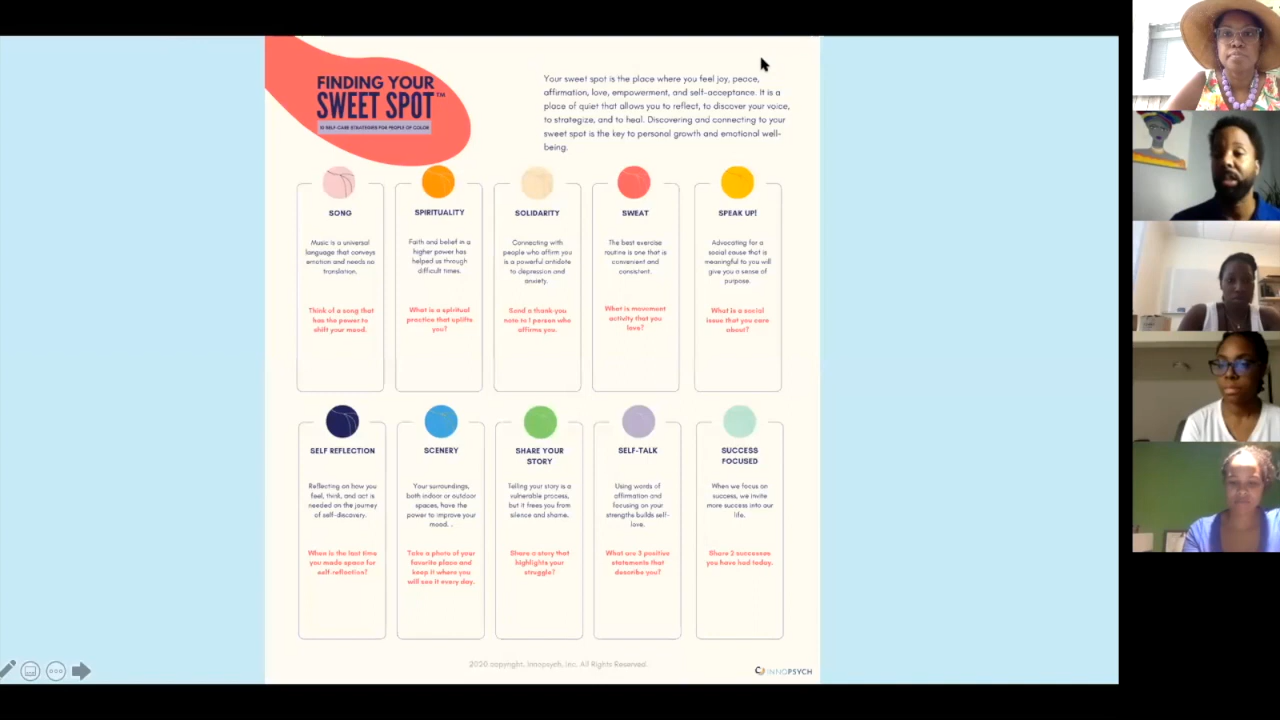 FINDING YOUR
SWEET SPOT™
10 SELF-CARE STRATEGIES FOR PEOPLE OF COLOR
Your sweet spot is the place where you feel joy, peace,
affirmation, love, empowerment, and self-acceptance. It is a
place of quiet that allows you to reflect, to discover your voice,
to strategize, and to heal. Discovering and connecting to your
sweet spot is the key to personal growth and emotional well-
being.
SONG
Music is a universal
language that conveys
emotion and needs no
translation.
Think of a song that
has the power to
shift your mood.
SPIRITUALITY
Faith and belief in a
higher power has
helped us through
difficult times.
What is a spiritual
practice that uplifts
you?
SOLIDARITY
Connecting with
people who affirm you
is a powerful antidote
to depression and
anxiety.
Send a thank you
note to 1 person who
affirms you.
SWEAT
The best exercise
routine is one that is
convenient and
consistent.
What is movement
activity that you
love?
SPEAK UP!
Advocating for a
social cause that is
meaningful to you will
give you a sense of
purpose.
What is a social
issue that you care
about?
SELF REFLECTION
Reflecting on how you
feel, think, and act is
needed on the journey
of self-discovery.
When is the last time
you made space for
self-reflection?
SCENERY
Your surroundings,
both indoor or outdoor
spaces, have the
power to improve your
mood. .
Take a photo of your
favorite place and
keep it where you
will see it every day.
SHARE YOUR
STORY
Telling your story is a
vulnerable process,
but it frees you from
silence and shame.
Share a story that
highlights your
struggle?
SELF-TALK
Using words of
affirmation and
focusing on your
strengths builds self-
love.
What are 3 positive
statements that
describe you?
SUCCESS
FOCUSED
When we focus on
success, we invite
more success into our
life.
Share 2 successes
you have had today.
2020 copyright. Innopsych, Inc. All Rights Reserved.
INNOPSYCH